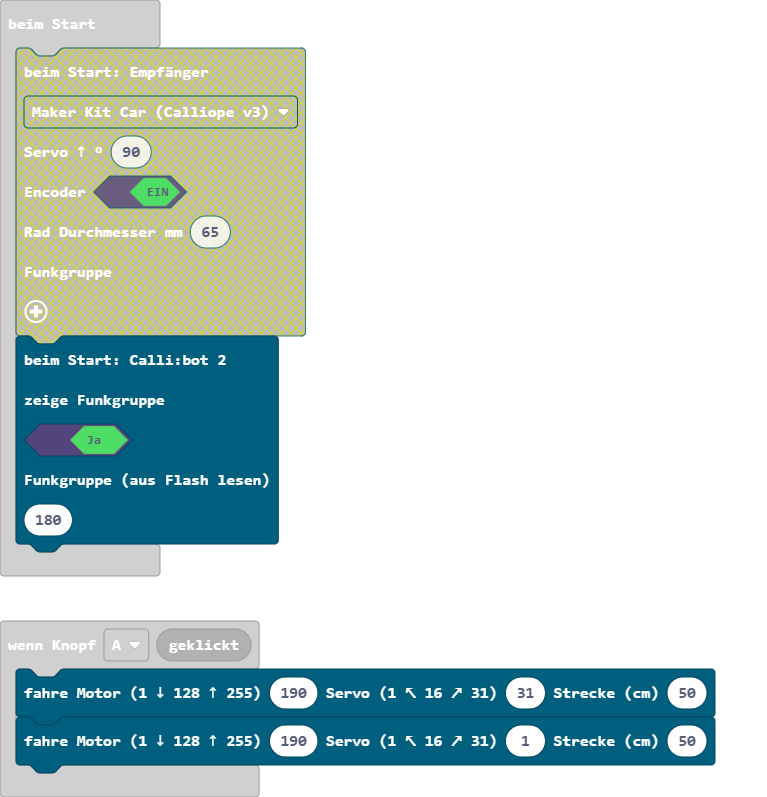 beim Start
beim Start: Empfänger
Maker Kit Car (Calliope v3)
Servo ↑ º 90
Encoder EIN
Rad Durchmesser mm 65
Funkgruppe
beim Start: Calli:bot 2
zeige Funkgruppe
Ja
Funkgruppe (aus Flash lesen)
180
wenn Knopf A geklickt
fahre Motor (1 ↓ 128 ↑ 255) 190 Servo (1 ↖ 16 ↗ 31) 31 Strecke (cm) 50
fahre Motor (1 ↓ 128 ↑ 255) 190 Servo (1 ↖ 16 ↗ 31) 1 Strecke (cm) 50